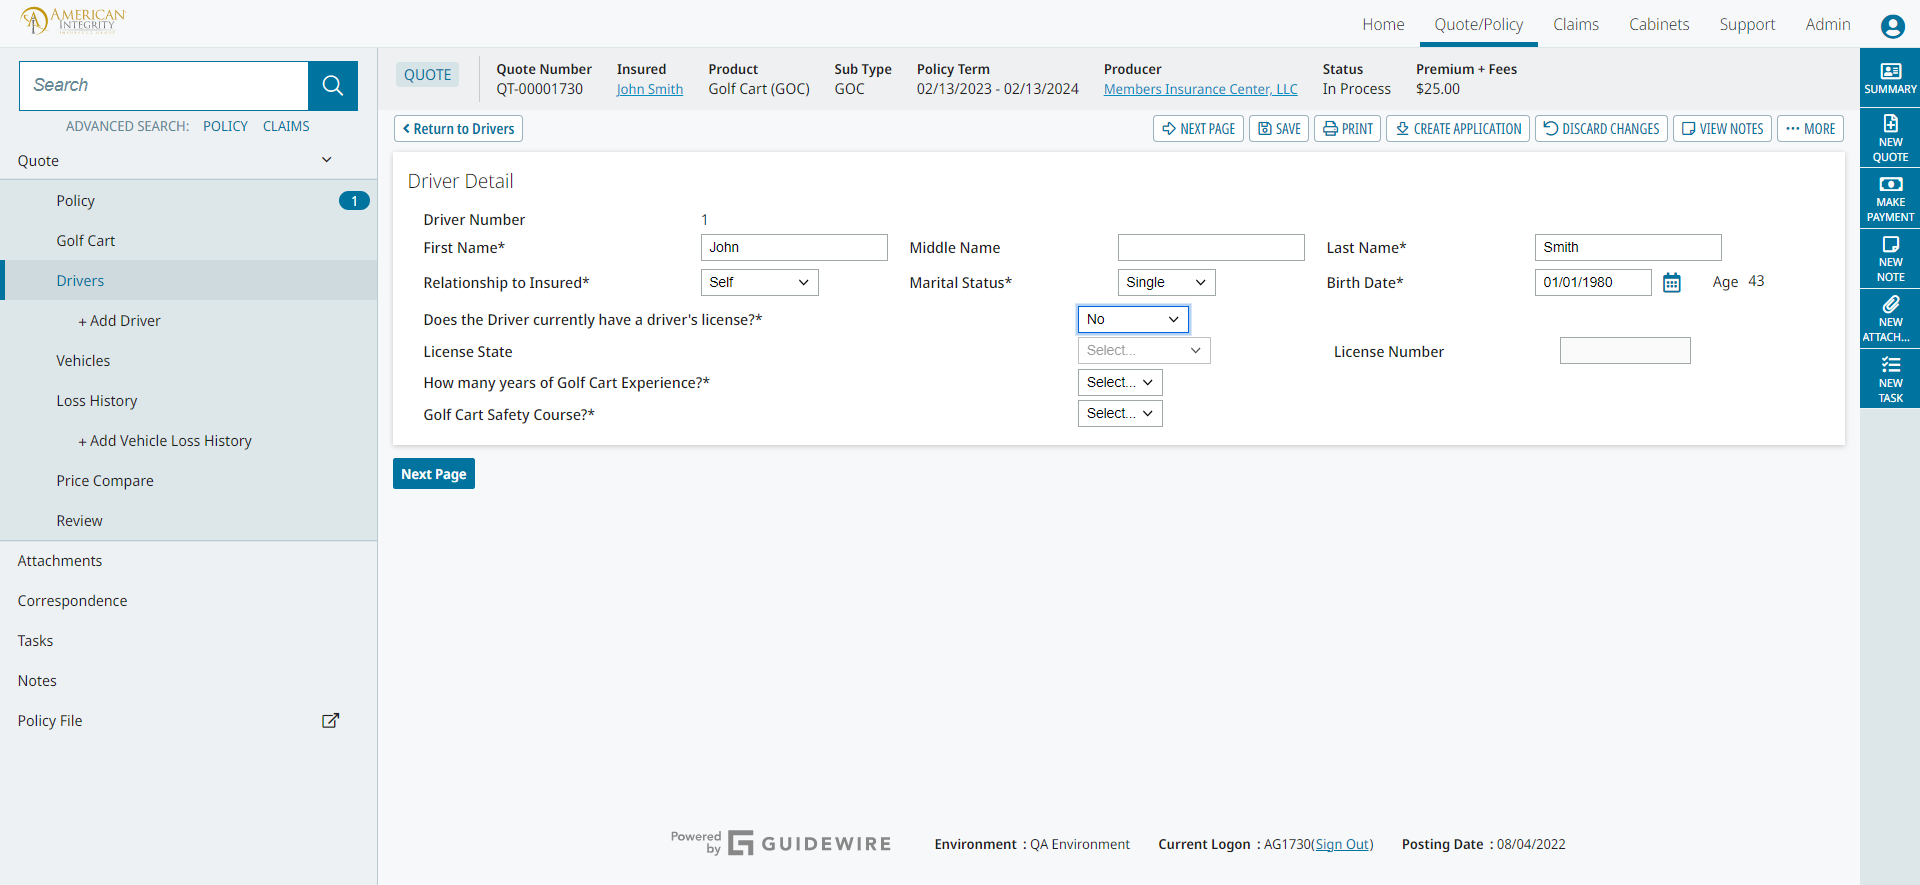 AMERICAN
INTEGRITY
INSURANCE GROUP
Home Quote/Policy Claims Cabinets Support Admin
Search
ADVANCED SEARCH: POLICY CLAIMS
Quote
Policy 1
Golf Cart
Drivers
+ Add Driver
Vehicles
Loss History
+ Add Vehicle Loss History
Price Compare
Review
Attachments
Correspondence
Tasks
Notes
Policy File
QUOTE
Quote Number Insured Product Sub Type Policy Term Producer Status Premium + Fees
QT-00001730 John Smith Golf Cart (GOC) GOC 02/13/2023 - 02/13/2024 Members Insurance Center, LLC In Process $25.00
Return to Drivers
NEXT PAGE SAVE PRINT CREATE APPLICATION DISCARD CHANGES VIEW NOTES ··· MORE
Driver Detail
Driver Number 1
First Name* John Middle Name Last Name* Smith
Relationship to Insured* Self Marital Status* Single Birth Date* 01/01/1980 Age 43
Does the Driver currently have a driver's license?* No
License State Select... License Number
How many years of Golf Cart Experience?* Select...
Golf Cart Safety Course?* Select...
Next Page
SUMMARY
NEW
QUOTE
MAKE
PAYMENT
NEW
NOTE
NEW
ATTACH...
NEW
TASK
Powered
by GUIDEWIRE
Environment : QA Environment Current Logon : AG1730(Sign Out) Posting Date : 08/04/2022